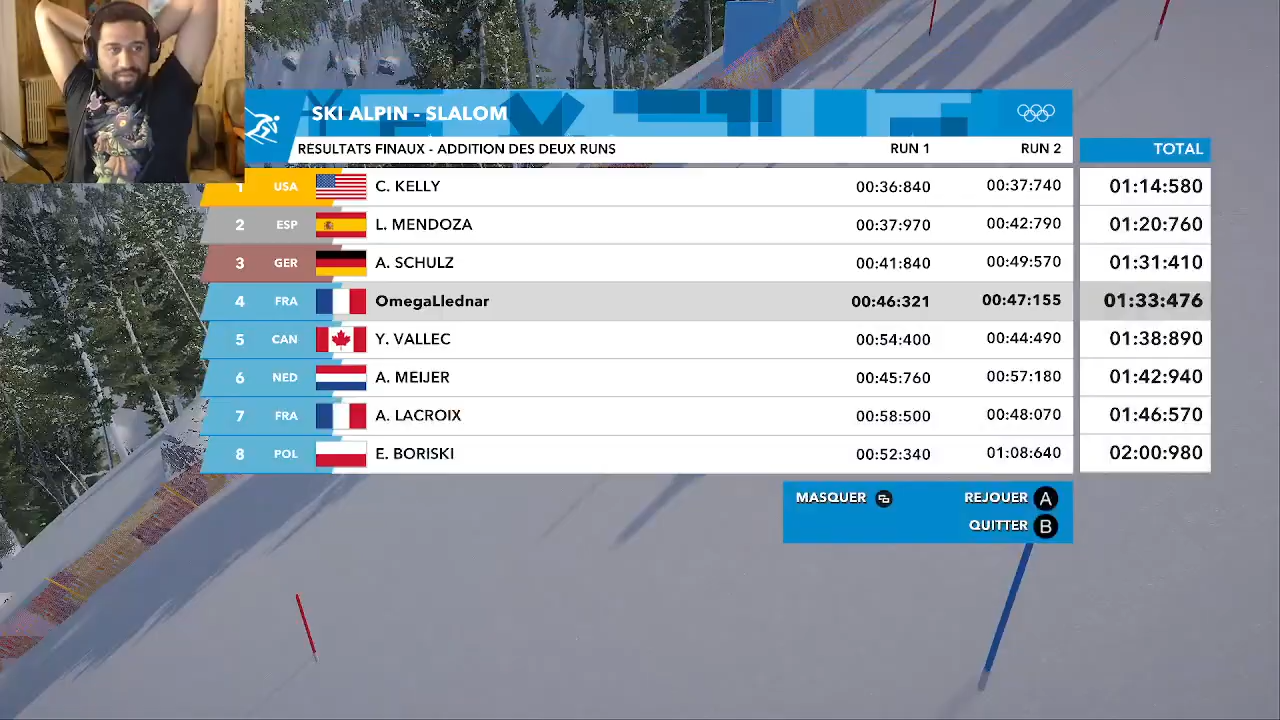 SKI ALPIN - SLALOM
RESULTATS FINAUX - ADDITION DES DEUX RUNS RUN 1 RUN 2 TOTAL
1 USA C. KELLY 00:36:840 00:37:740 01:14:580
2 ESP L. MENDOZA 00:37:970 00:42:790 01:20:760
3 GER A. SCHULZ 00:41:840 00:49:570 01:31:410
4 FRA OmegaLlednar 00:46:321 00:47:155 01:33:476
5 CAN Y. VALLEC 00:54:400 00:44:490 01:38:890
6 NED A. MEIJER 00:45:760 00:57:180 01:42:940
7 FRA A. LACROIX 00:58:500 00:48:070 01:46:570
8 POL E. BORISKI 00:52:340 01:08:640 02:00:980
MASQUER REJOUER A
QUITTER B